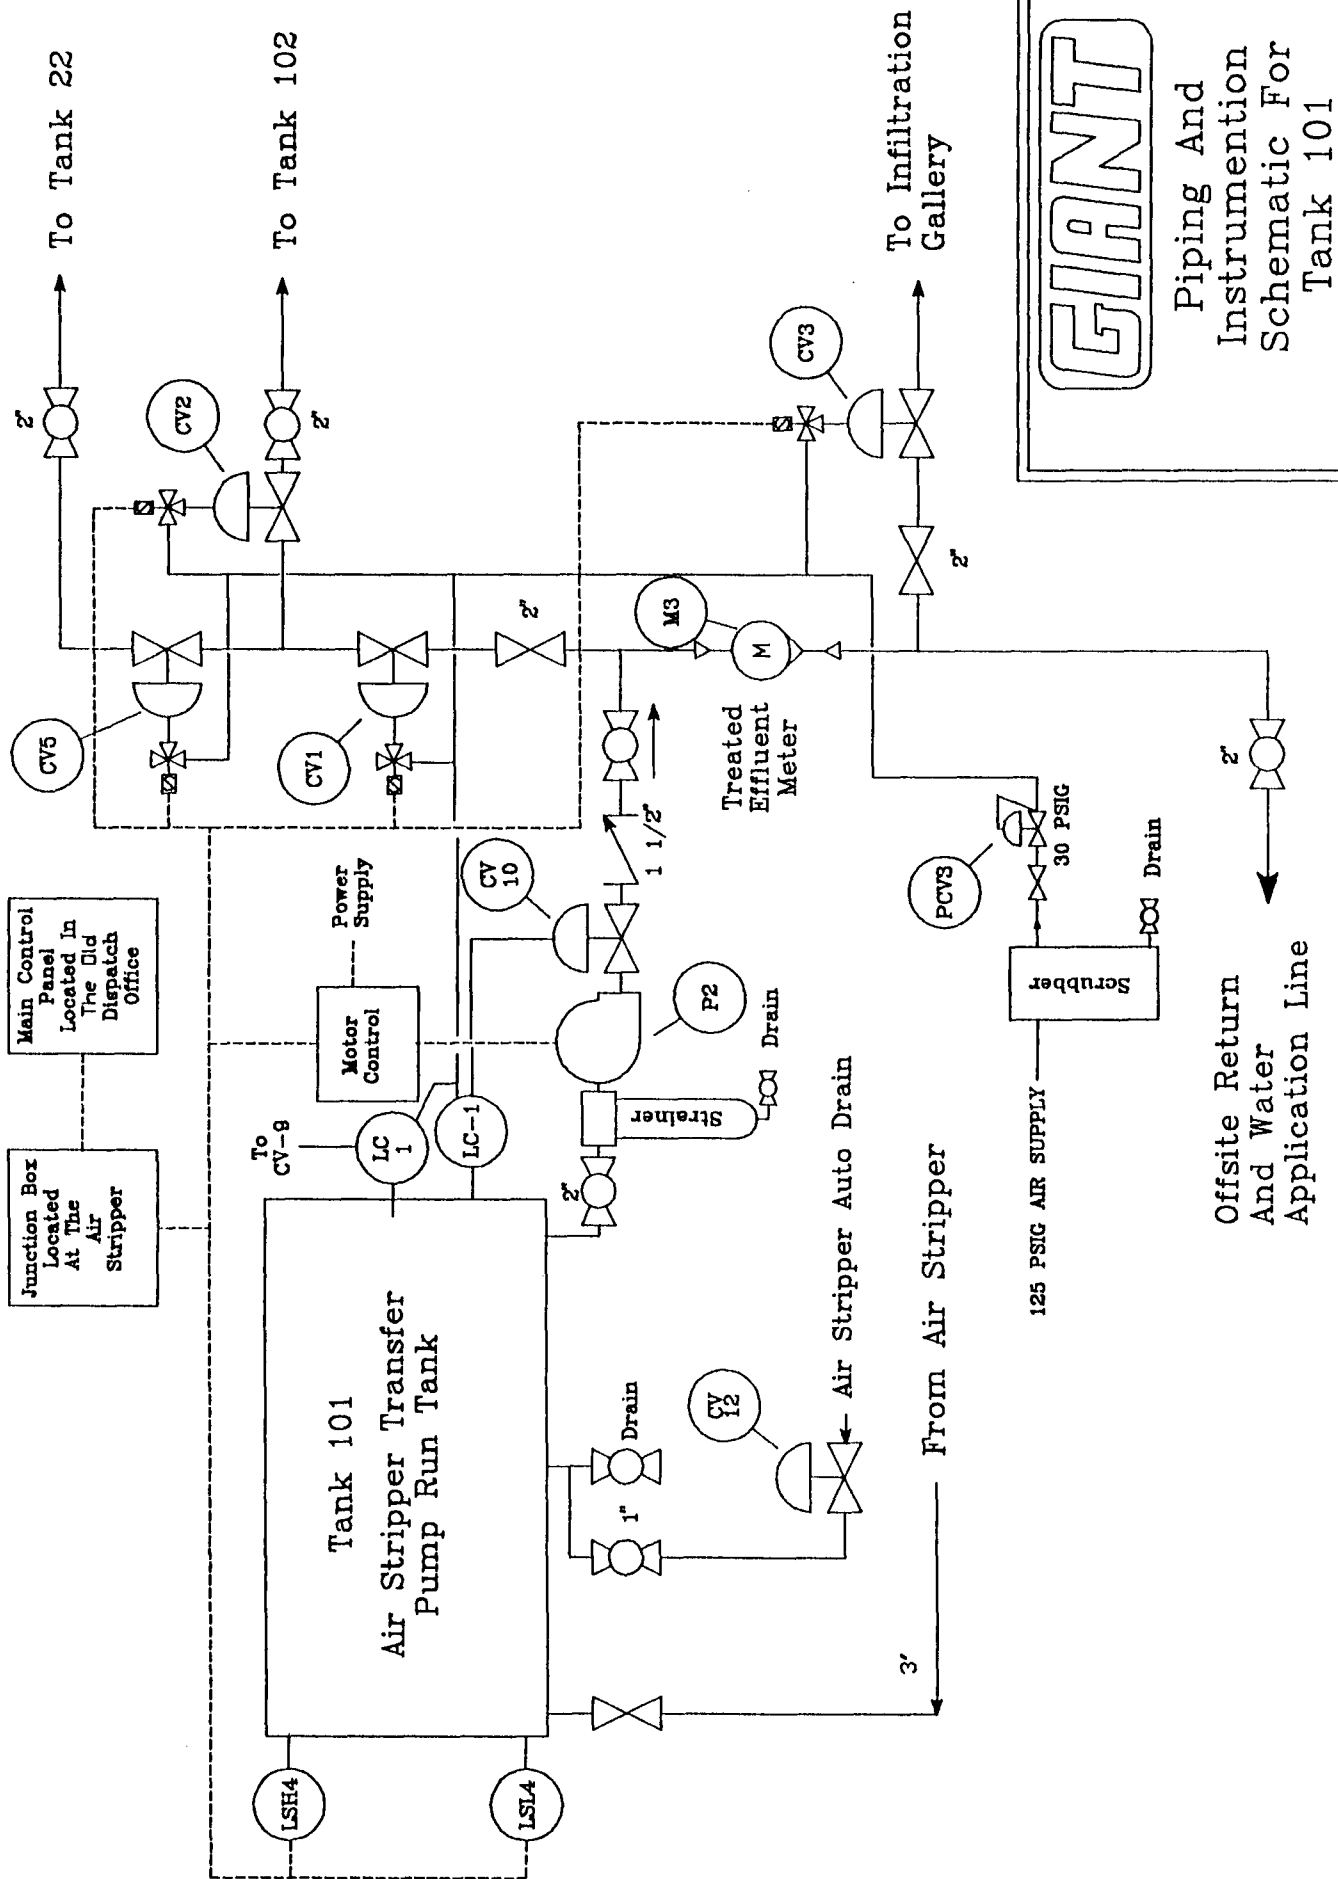 To Tank 22
To Tank 102
To Infiltration
Gallery
2"
CV2
2"
CV3
CV5
CV1
2"
2"
M3
M
Treated
Effluent
Meter
2"
Main Control
Panel
Located In
The Old
Dispatch
Office
Junction Box
Located
At The
Air
Stripper
Power
Supply
Motor
Control
To
CV-9
LC
1
LC-1
CV
10
1 1/2"
P2
Strainer
Drain
2"
PCV3
30 PSIG
Drain
Scrubber
125 PSIG AIR SUPPLY
Offsite Return
And Water
Application Line
Tank 101
Air Stripper Transfer
Pump Run Tank
Drain
1"
CV
12
Air Stripper Auto Drain
From Air Stripper
3'
LSH4
LSL4
GIANT
Piping And
Instrumention
Schematic For
Tank 101